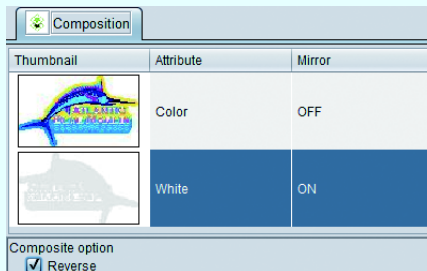 Composition
Thumbnail Attribute Mirror
Color OFF
White ON
Composite option
Reverse